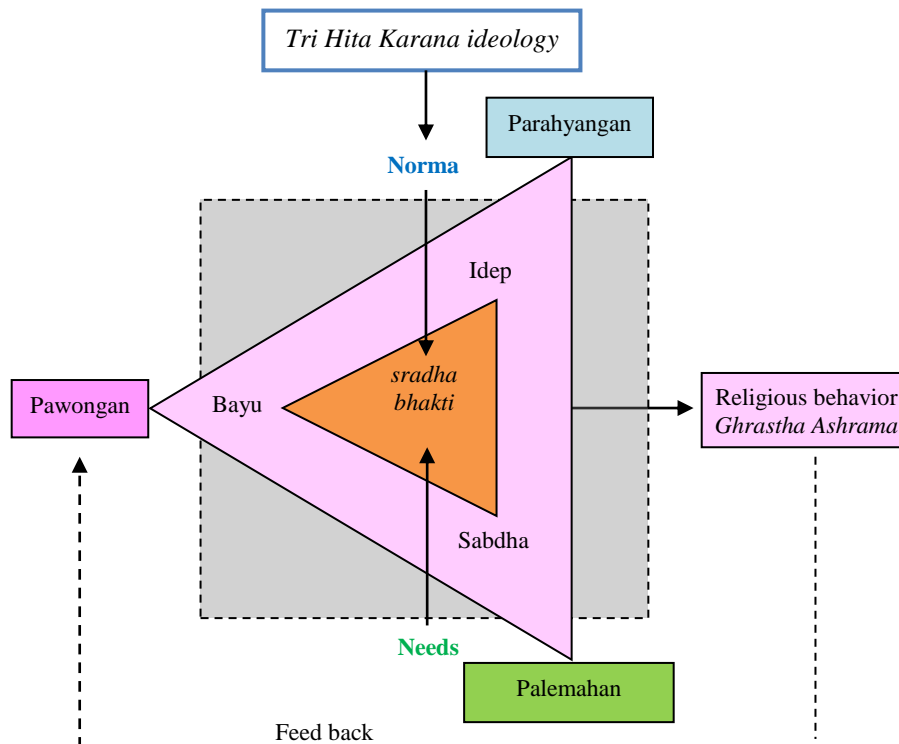 Tri Hita Karana ideology
Parahyangan
Norma
Idep
sradha
bhakti
Bayu
Pawongan
Religious behavior
Ghrastha Ashrama
Sabdha
Needs
Palemahan
Feed back